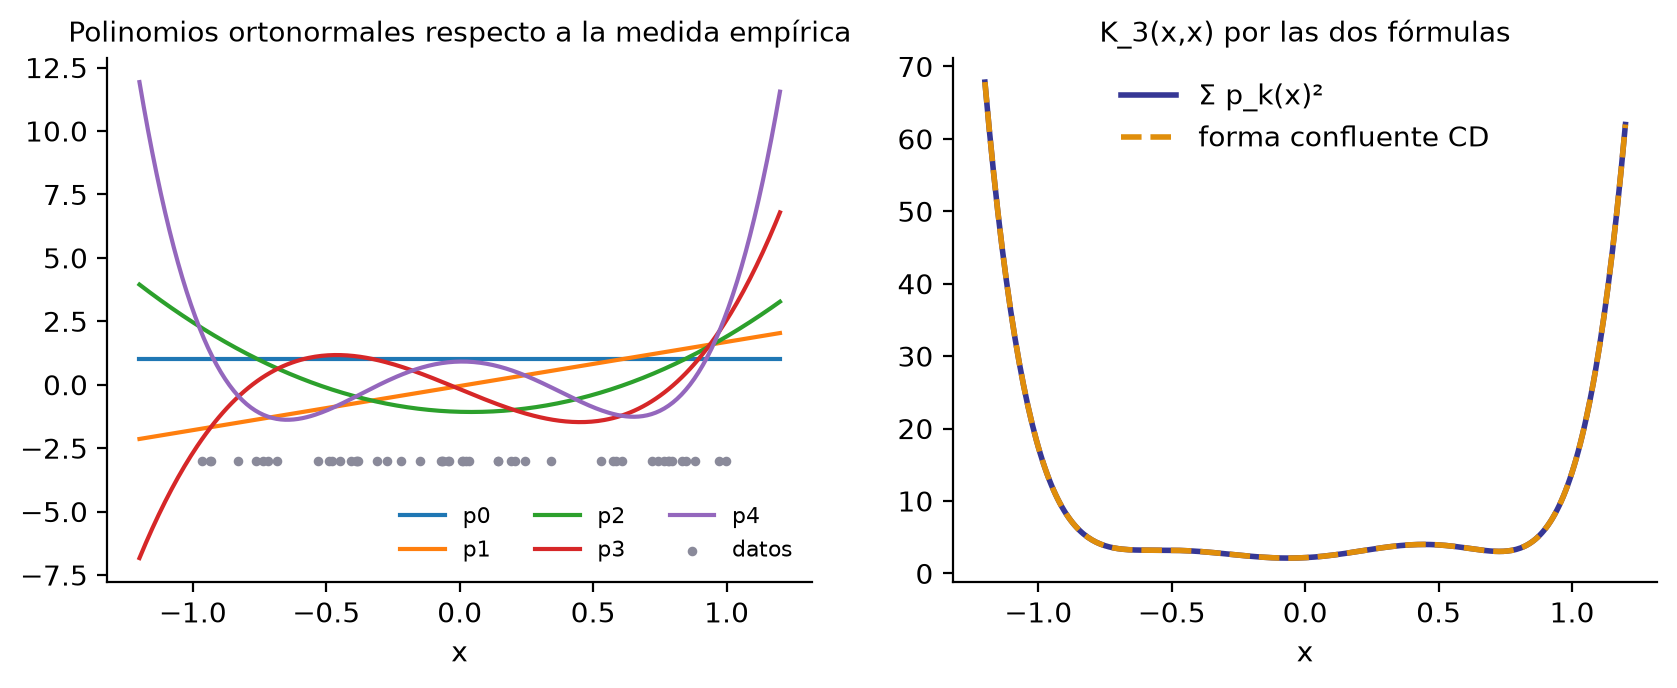 Polinomios ortonormales respecto a la medida empírica
12.5
10.0
7.5
5.0
2.5
0.0
−2.5
−5.0
−7.5
p0 p2 p4
p1 p3 datos
−1.0 −0.5 0.0 0.5 1.0
x
K_3(x,x) por las dos fórmulas
70
60
50
40
30
20
10
0
Σ p_k(x)²
forma confluente CD
−1.0 −0.5 0.0 0.5 1.0
x